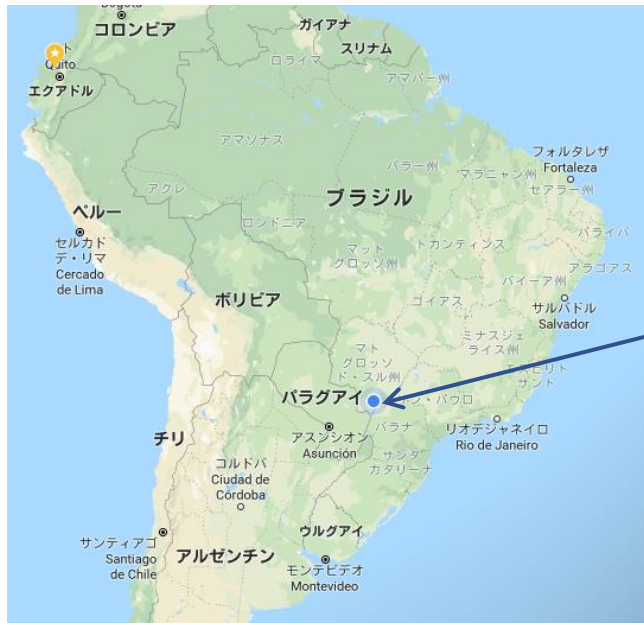 コロンビア
ガイアナ
スリナム
ロライマ
アマパー州
Quito
エクアドル
アマゾナス
パラー州
マラニャン州
フォルタレザ
Fortaleza
セアラー州
アクレ
ブラジル
ペルー
ロンドニア
パライバ
トカンティンス
アラゴアス
セルカド
デ・リマ
Cercado
de Lima
マット
グロッソ州
バイーア州
ボリビア
ゴイアス
サルバドル
Salvador
ミナスジェ
ライス州
マト
グロッソ
ド・スル州
エスピリト
サント
パラグアイ
パウロ
リオデジャネイロ
Rio de Janeiro
チリ
アスンシオン
Asunción
パラナ
サンタ
カタリーナ
コルドバ
Ciudad de
Córdoba
ウルグアイ
サンティアゴ
Santiago
de Chile
アルゼンチン
モンテビデオ
Montevideo